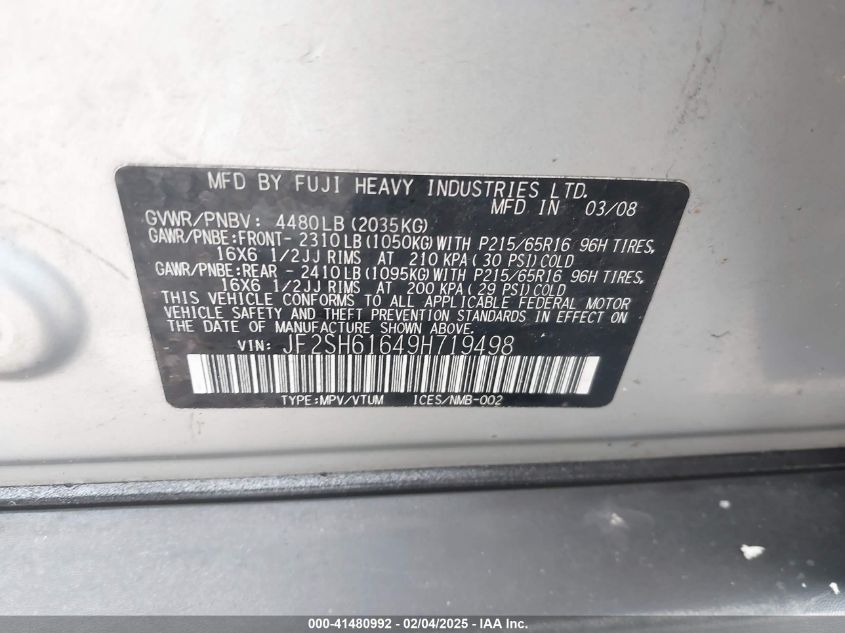 MFD BY FUJI HEAVY INDUSTRIES LTD.
MFD IN 03/08
GVWR/PNBV: 4480LB(2035KG)
GAWR/PNBE:FRONT- 2310LB(1050KG)WITH P215/65R16 96H TIRES,
16X6 1/2JJ RIMS AT 210 KPA(30 PSI)COLD
GAWR/PNBE:REAR - 2410LB(1095KG)WITH P215/65R16 96H TIRES,
16X6 1/2JJ RIMS AT 200 KPA(29 PSI)COLD
THIS VEHICLE CONFORMS TO ALL APPLICABLE FEDERAL MOTOR
VEHICLE SAFETY AND THEFT PREVENTION STANDARDS IN EFFECT ON
THE DATE OF MANUFACTURE SHOWN ABOVE.
VIN: JF2SH61649H719498
TYPE:MPV/VTUM ICES/NMB-002
000-41480992 - 02/04/2025 - IAA Inc.